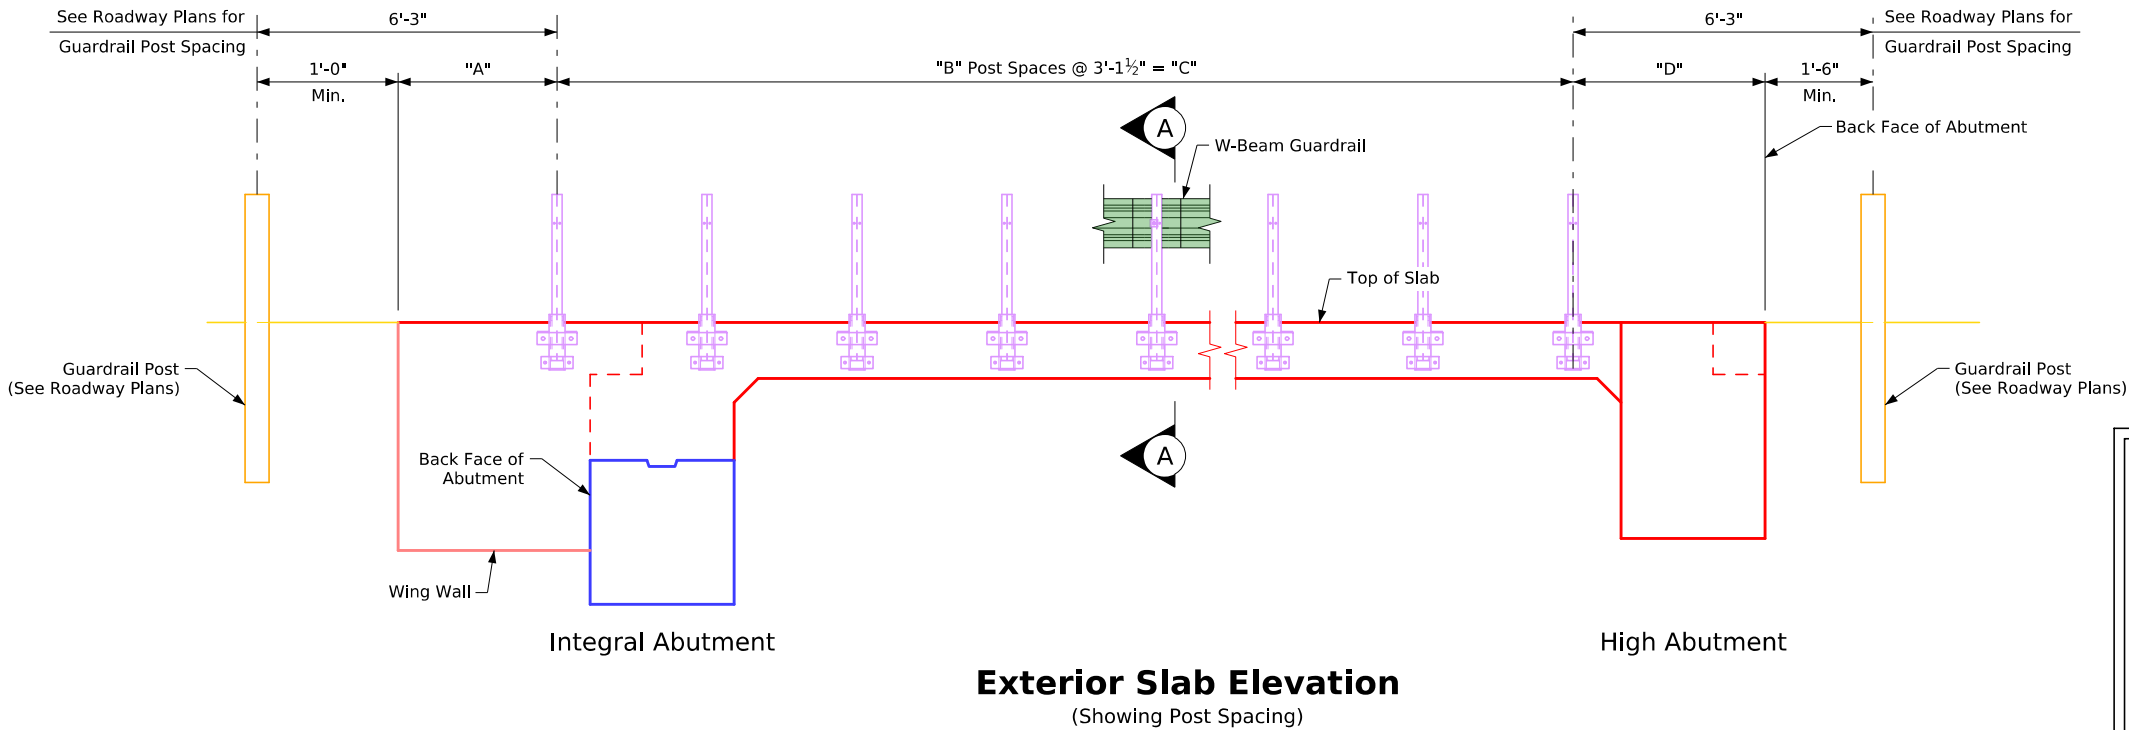 See Roadway Plans for
Guardrail Post Spacing
6'-3"
6'-3"
See Roadway Plans for
Guardrail Post Spacing
1'-0"
Min.
"A"
"B" Post Spaces @ 3'-1½" = "C"
"D"
1'-6"
Min.
A
W-Beam Guardrail
Back Face of Abutment
Top of Slab
Guardrail Post
(See Roadway Plans)
Guardrail Post
(See Roadway Plans)
Back Face of
Abutment
A
Wing Wall
Integral Abutment
High Abutment
Exterior Slab Elevation
(Showing Post Spacing)